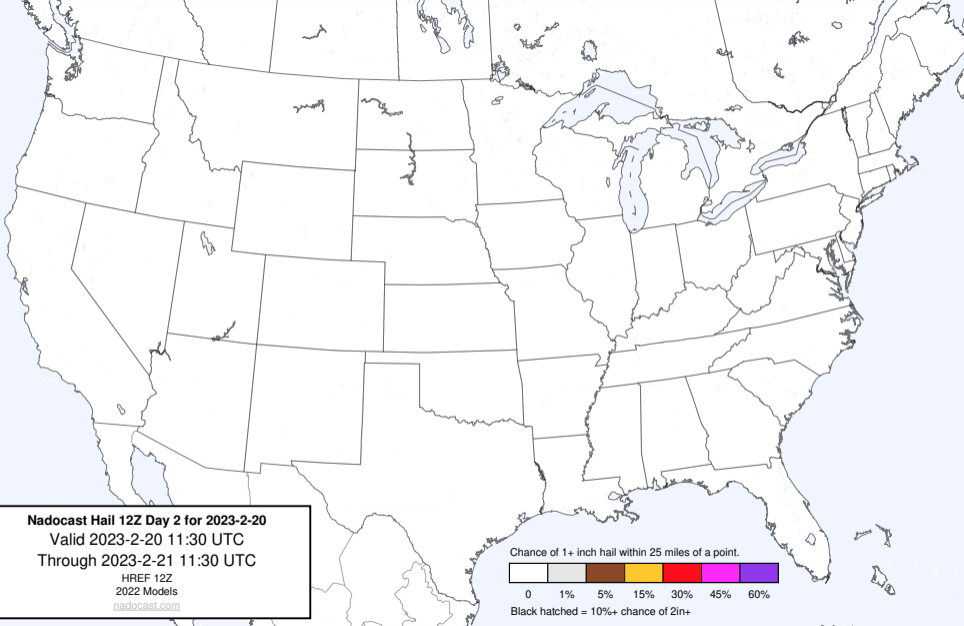 Nadocast Hail 12Z Day 2 for 2023-2-20
Valid 2023-2-20 11:30 UTC
Through 2023-2-21 11:30 UTC
HREF 12Z
2022 Models
nadocast.com
Chance of 1+ inch hail within 25 miles of a point.
0 1% 5% 15% 30% 45% 60%
Black hatched = 10%+ chance of 2in+